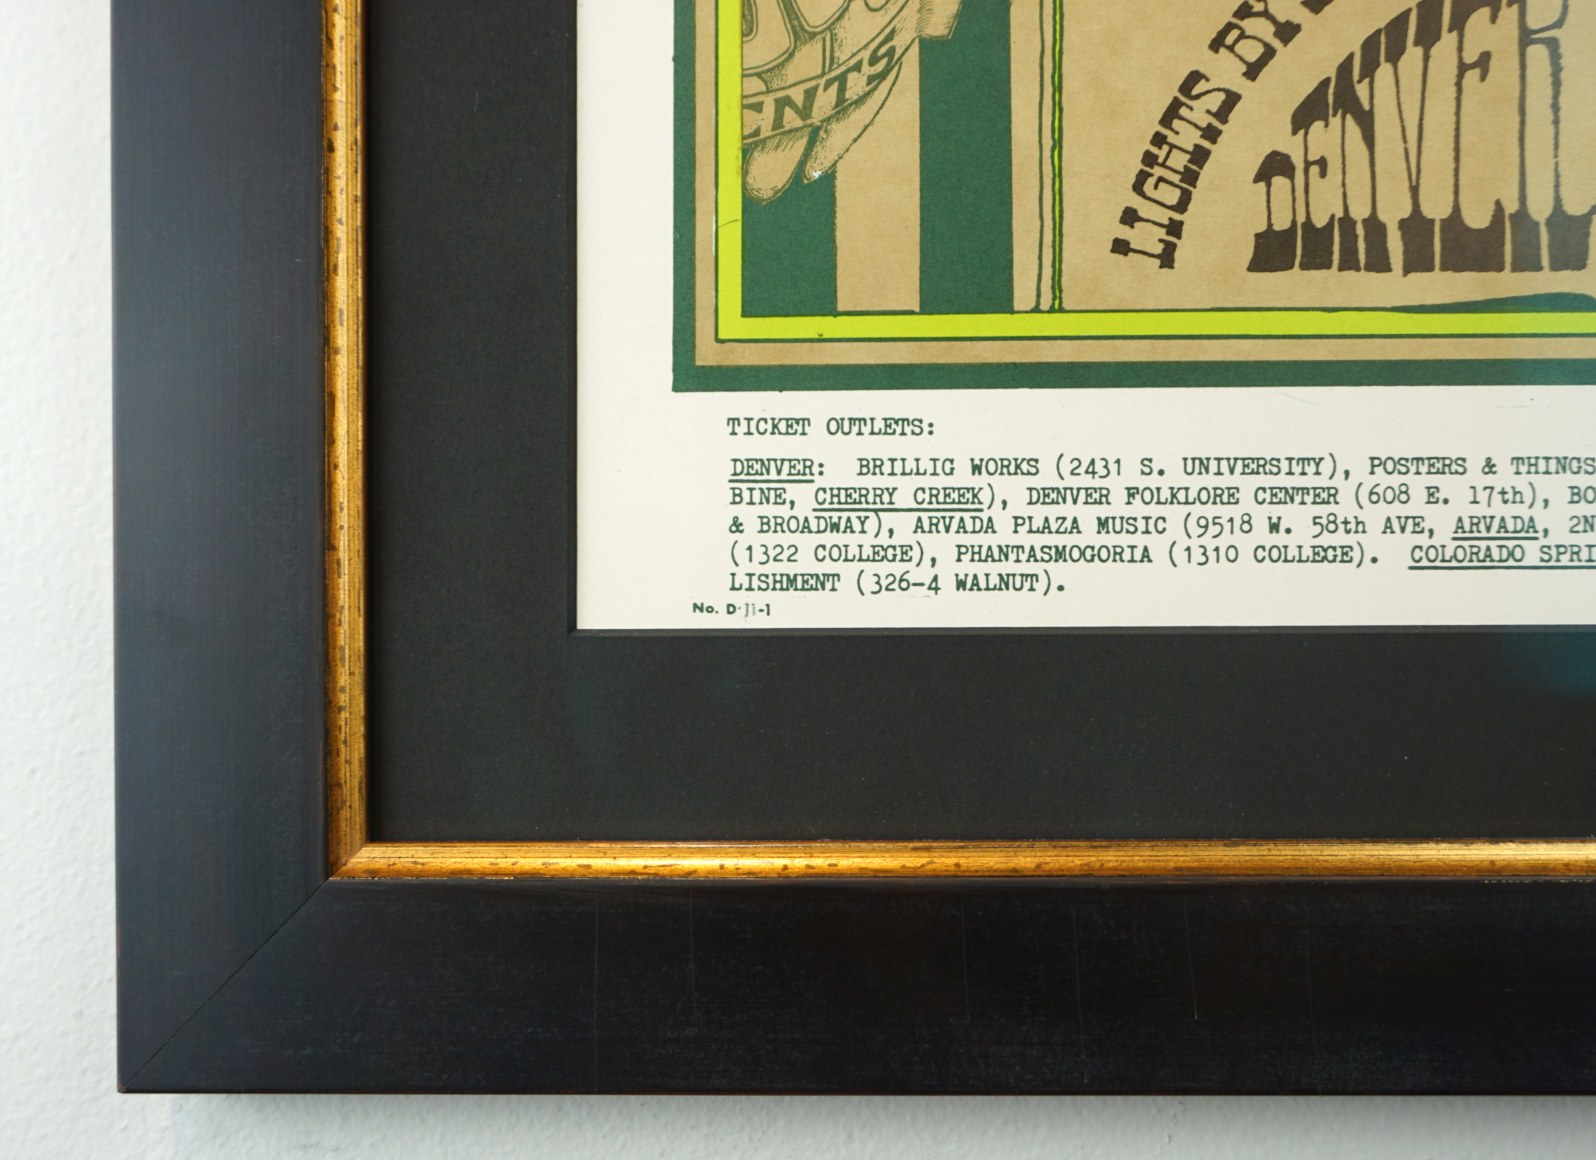 ENTS
LIGHTS BY
DENVER
TICKET OUTLETS:
DENVER: BRILLIG WORKS (2431 S. UNIVERSITY), POSTERS & THINGS
BINE, CHERRY CREEK), DENVER FOLKLORE CENTER (608 E. 17th), BO
& BROADWAY), ARVADA PLAZA MUSIC (9518 W. 58th AVE, ARVADA, 2N
(1322 COLLEGE), PHANTASMOGORIA (1310 COLLEGE). COLORADO SPRI
LISHMENT (326-4 WALNUT).
No. D-11-1